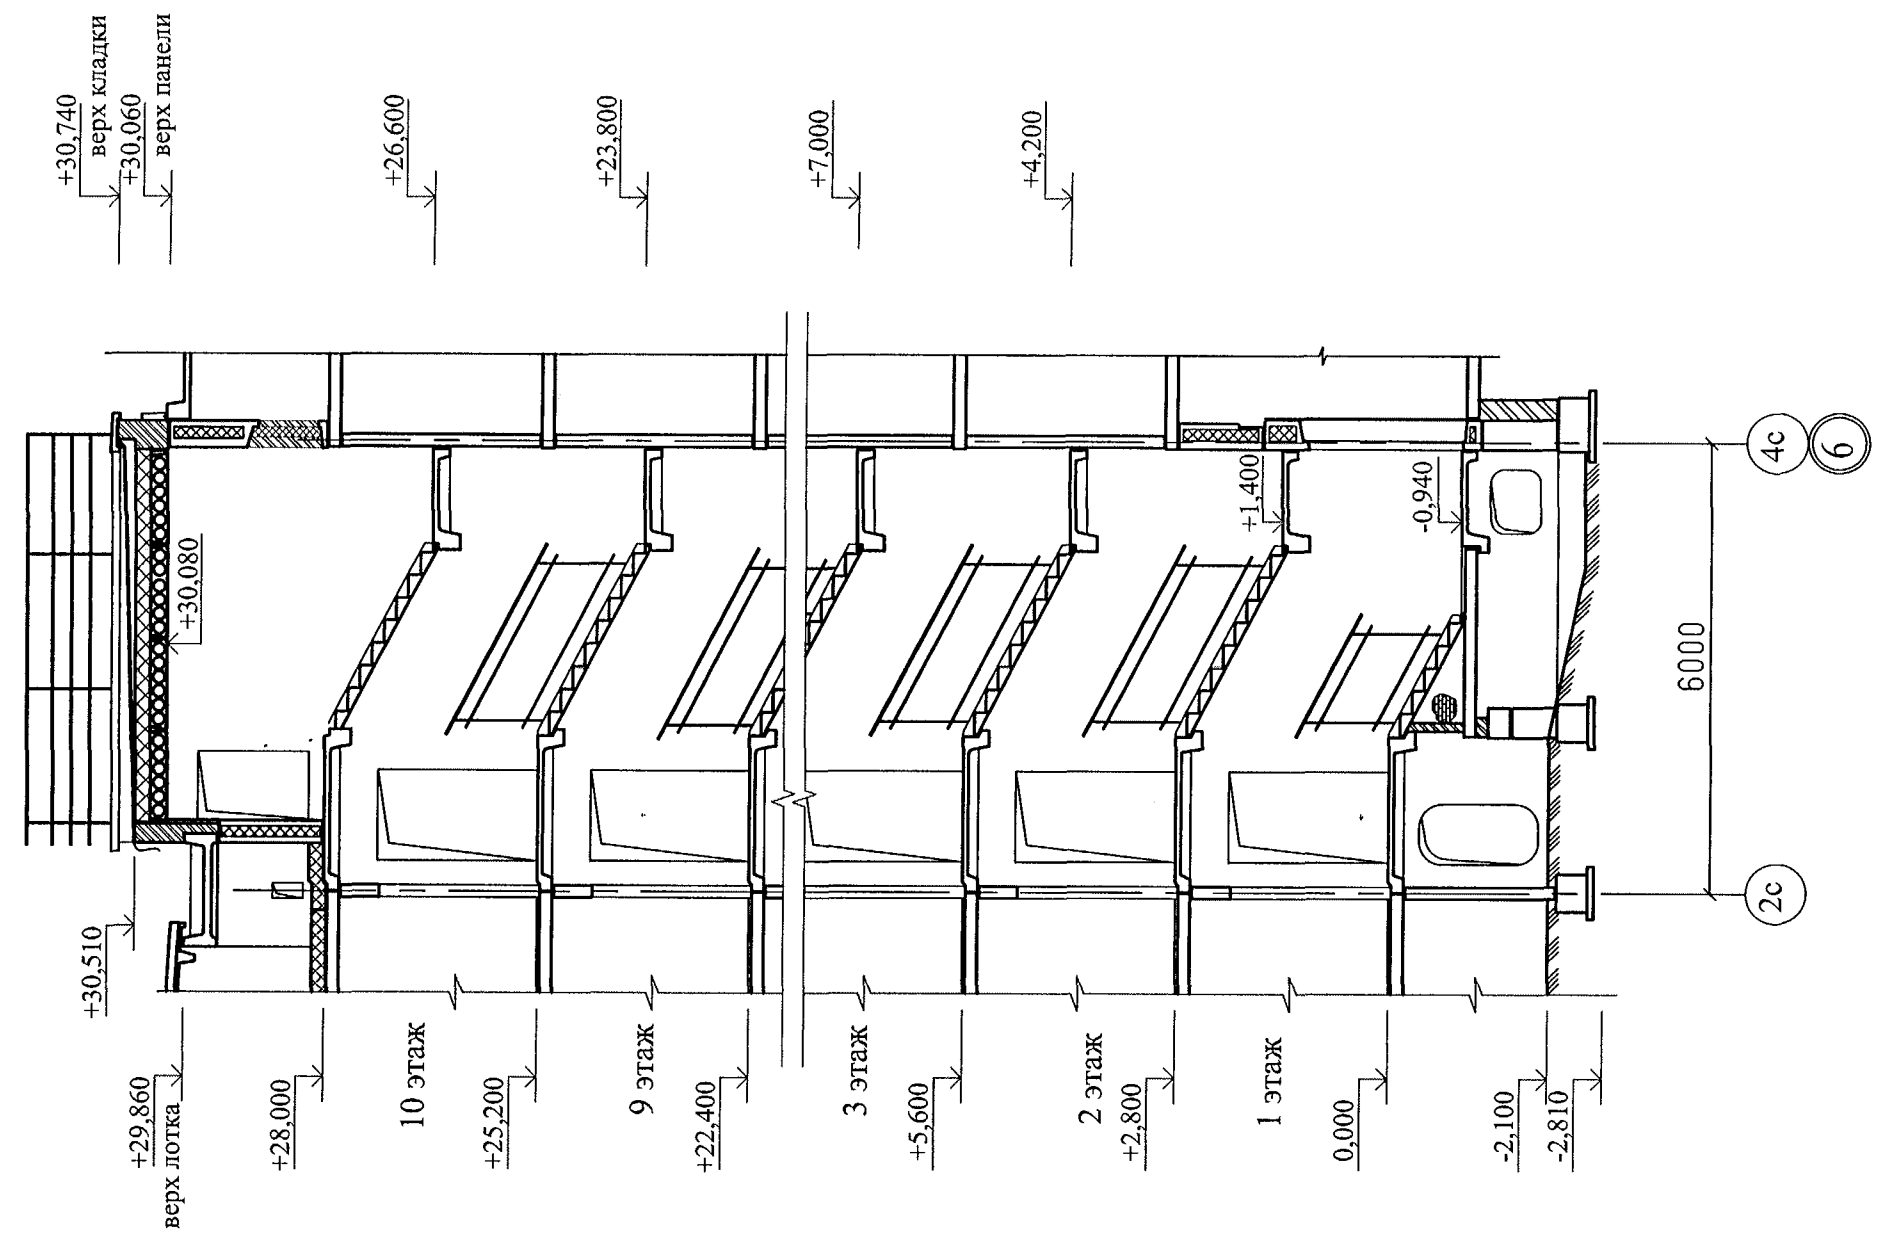 +30,740
верх кладки
+30,060
верх панели
+26,600
+23,800
+7,000
+4,200
+30,080
+1,400
-0,940
+30,510
+29,860
верх лотка
+28,000
10 этаж
+25,200
9 этаж
+22,400
3 этаж
+5,600
2 этаж
+2,800
1 этаж
0,000
-2,100
-2,810
6000
4с
6
2с